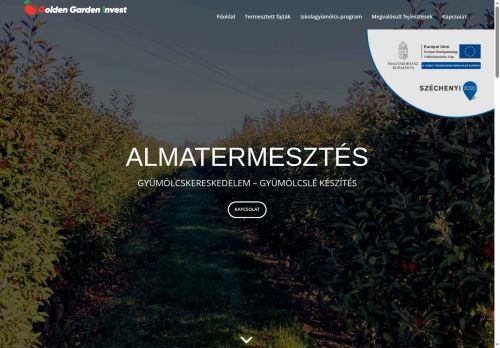 Golden Garden Invest
Főoldal
Termesztett fajták
Iskolagyümölcs-program
Megvalósult fejlesztések
Kapcsolat
MAGYARORSZÁG
KORMÁNYA
Európai Unió
SZÉCHENYI 2020
ALMATERMESZTÉS
GYÜMÖLCSKERESKEDELEM – GYÜMÖLCSLÉ KÉSZÍTÉS
KAPCSOLAT